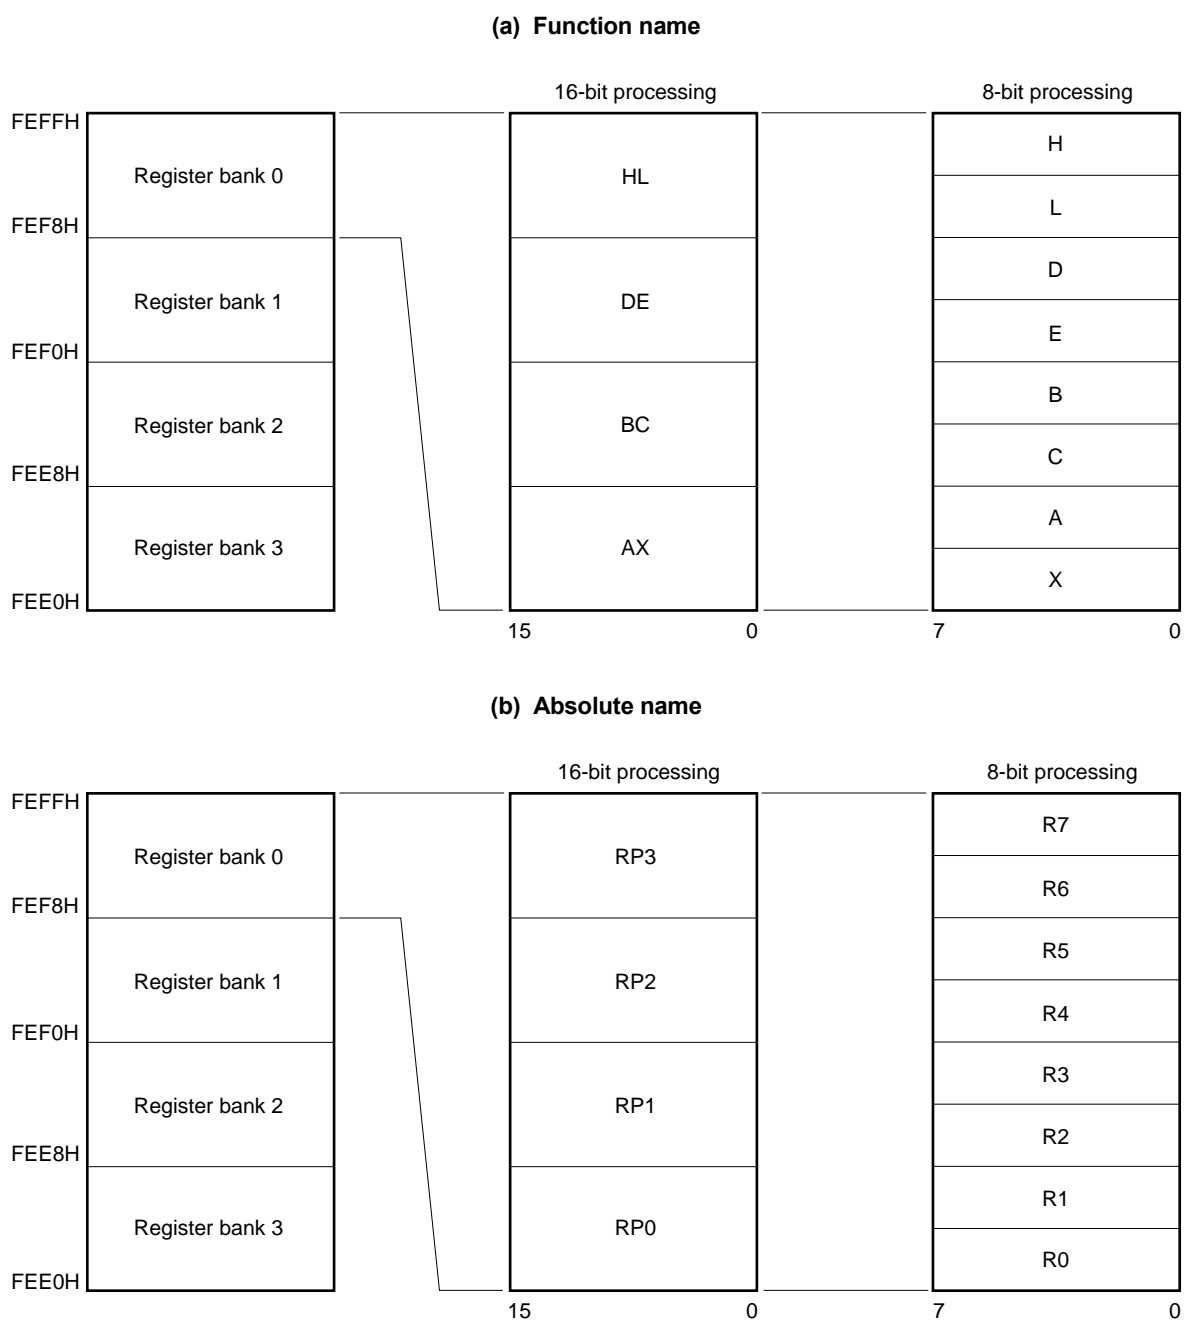 (a) Function name
16-bit processing 8-bit processing
FEFFH
H
Register bank 0 HL
L
FEF8H
D
Register bank 1 DE
E
FEF0H
B
Register bank 2 BC
C
FEE8H
A
Register bank 3 AX
X
FEE0H
15 0 7 0
(b) Absolute name
16-bit processing 8-bit processing
FEFFH
R7
Register bank 0 RP3
R6
FEF8H
R5
Register bank 1 RP2
R4
FEF0H
R3
Register bank 2 RP1
R2
FEE8H
R1
Register bank 3 RP0
R0
FEE0H
15 0 7 0